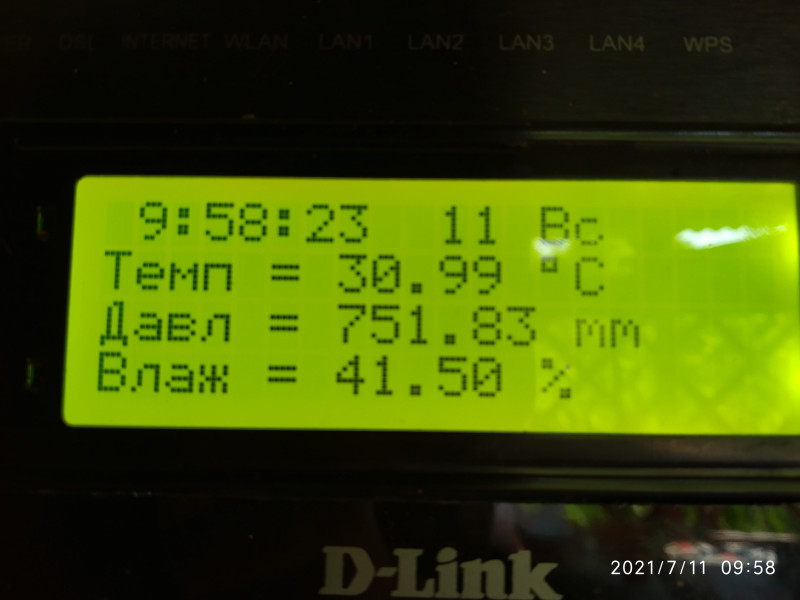 DSL INTERNET WLAN LAN1 LAN2 LAN3 LAN4 WPS
9:58:23 11 Вс
Темп = 30.99 °C
Давл = 751.83 mm
Влаж = 41.50 %
D-Link
2021/7/11 09:58